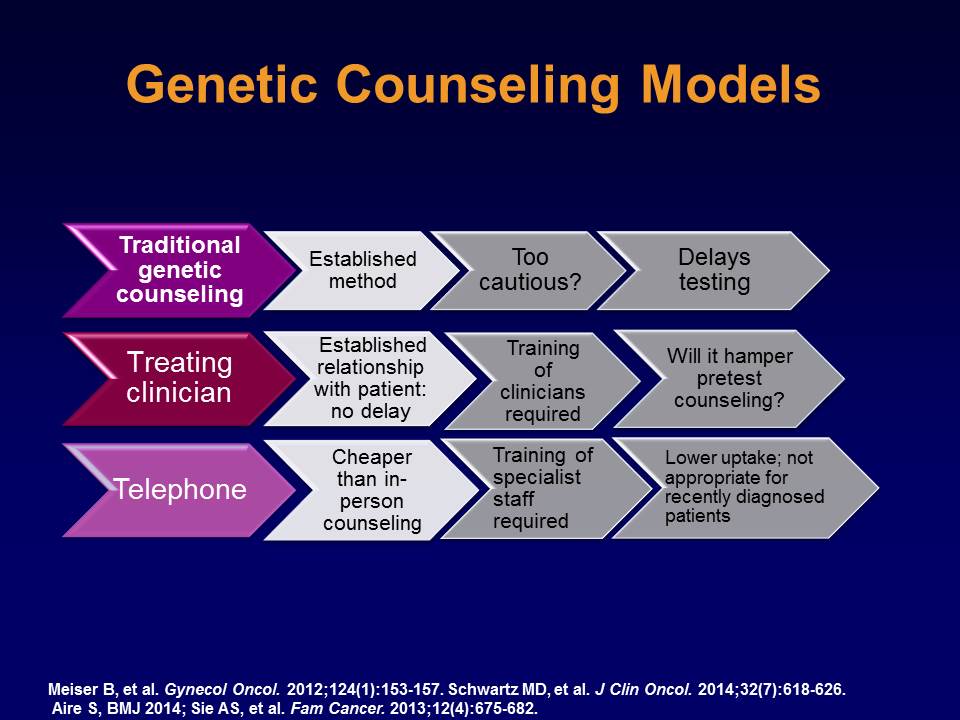 Genetic Counseling Models
Traditional
genetic
counseling
Established
method
Too
cautious?
Delays
testing
Treating
clinician
Established
relationship
with patient:
no delay
Training
of
clinicians
required
Will it hamper
pretest
counseling?
Telephone
Cheaper
than in-
person
counseling
Training of
specialist
staff
required
Lower uptake; not
appropriate for
recently diagnosed
patients
Meiser B, et al. Gynecol Oncol. 2012;124(1):153-157. Schwartz MD, et al. J Clin Oncol. 2014;32(7):618-626.
Aire S, BMJ 2014; Sie AS, et al. Fam Cancer. 2013;12(4):675-682.